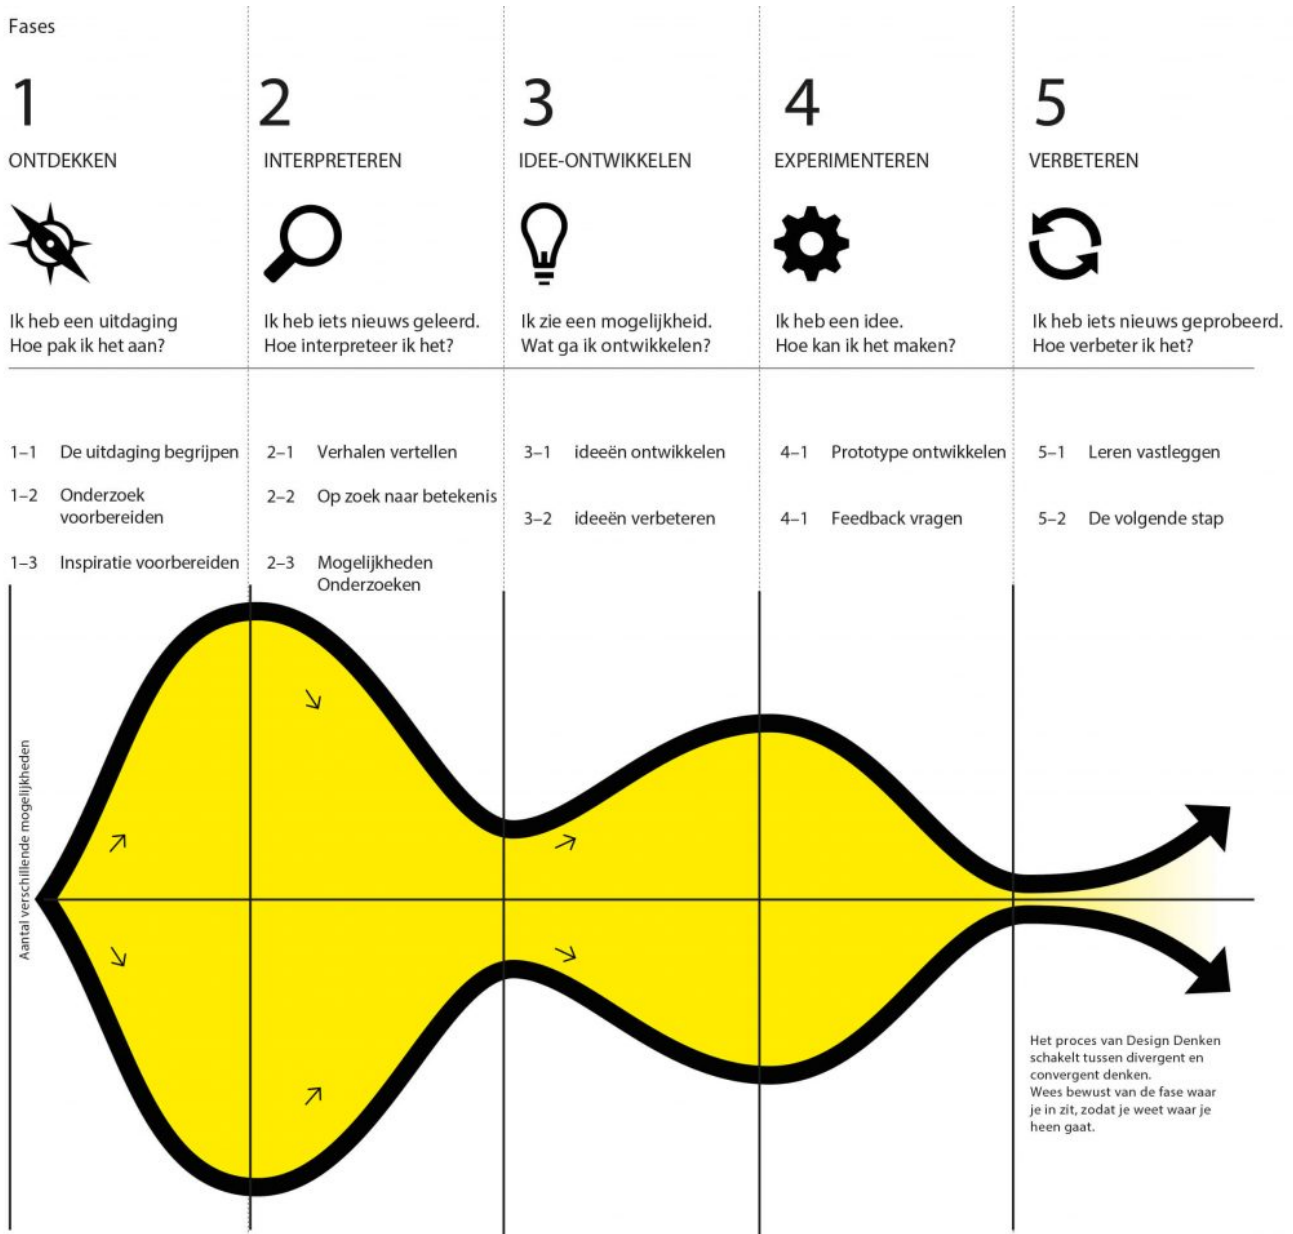 Fases
1
ONTDEKKEN
Ik heb een uitdaging
Hoe pak ik het aan?
2
INTERPRETEREN
Ik heb iets nieuws geleerd.
Hoe interpreteer ik het?
3
IDEE-ONTWIKKELEN
Ik zie een mogelijkheid.
Wat ga ik ontwikkelen?
4
EXPERIMENTEREN
Ik heb een idee.
Hoe kan ik het maken?
5
VERBETEREN
Ik heb iets nieuws geprobeerd.
Hoe verbeter ik het?
1–1 De uitdaging begrijpen
1–2 Onderzoek
voorbereiden
1–3 Inspiratie voorbereiden
2–1 Verhalen vertellen
2–2 Op zoek naar betekenis
2–3 Mogelijkheden
Onderzoeken
3–1 ideeën ontwikkelen
3–2 ideeën verbeteren
4–1 Prototype ontwikkelen
4–1 Feedback vragen
5–1 Leren vastleggen
5–2 De volgende stap
Aantal verschillende mogelijkheden
Het proces van Design Denken
schakelt tussen divergent en
convergent denken.
Wees bewust van de fase waar
je in zit, zodat je weet waar je
heen gaat.